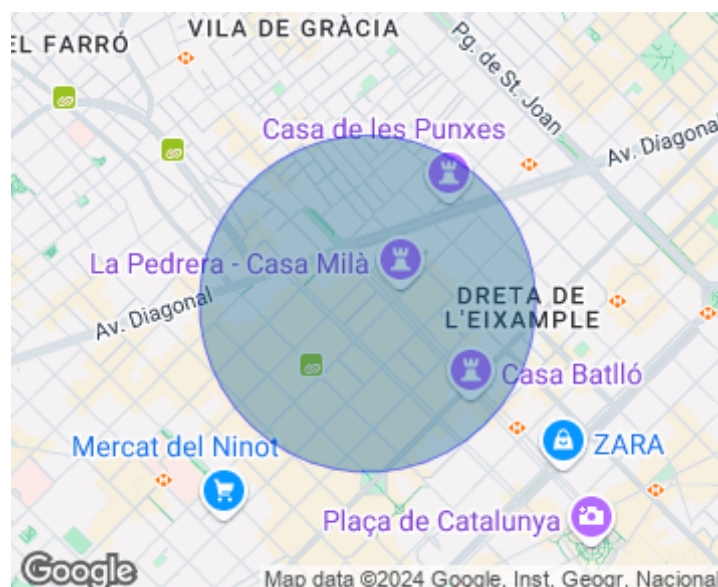 EL FARRÓ
VILA DE GRÀCIA
Pg. de St. Joan
Casa de les Punxes
Av. Diagonal
La Pedrera - Casa Milà
Av. Diagonal
DRETA DE
L'EIXAMPLE
Casa Batlló
Mercat del Ninot
ZARA
Plaça de Catalunya
Google
Map data ©2024 Google, Inst. Geogr. Nacional